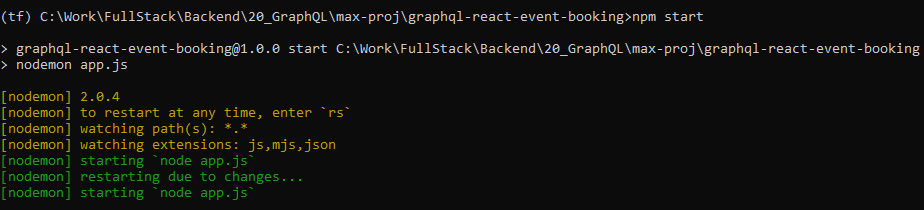 (tf) C:\Work\FullStack\Backend\20_GraphQL\max-proj\graphql-react-event-booking>npm start
> graphql-react-event-booking@1.0.0 start C:\Work\FullStack\Backend\20_GraphQL\max-proj\graphql-react-event-booking
> nodemon app.js
[nodemon] 2.0.4
[nodemon] to restart at any time, enter `rs`
[nodemon] watching path(s): *.*
[nodemon] watching extensions: js,mjs,json
[nodemon] starting `node app.js`
[nodemon] restarting due to changes...
[nodemon] starting `node app.js`